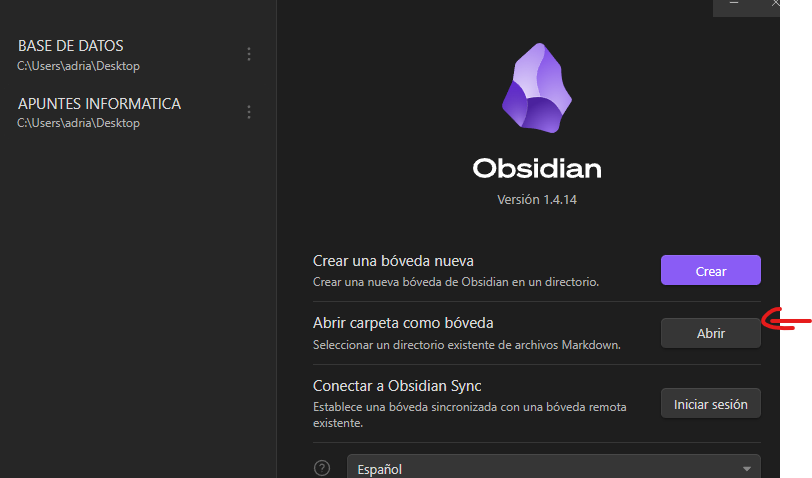 BASE DE DATOS
C:\Users\adria\Desktop
APUNTES INFORMATICA
C:\Users\adria\Desktop
Obsidian
Versión 1.4.14
Crear una bóveda nueva
Crear una nueva bóveda de Obsidian en un directorio.
Crear
Abrir carpeta como bóveda
Seleccionar un directorio existente de archivos Markdown.
Abrir
Conectar a Obsidian Sync
Establece una bóveda sincronizada con una bóveda remota
existente.
Iniciar sesión
Español